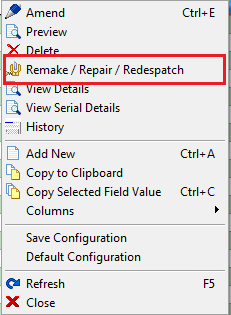 Amend Ctrl+E
Preview
Delete
Remake / Repair / Redespatch
View Details
View Serial Details
History
Add New Ctrl+A
Copy to Clipboard
Copy Selected Field Value Ctrl+C
Columns
Save Configuration
Default Configuration
Refresh F5
Close